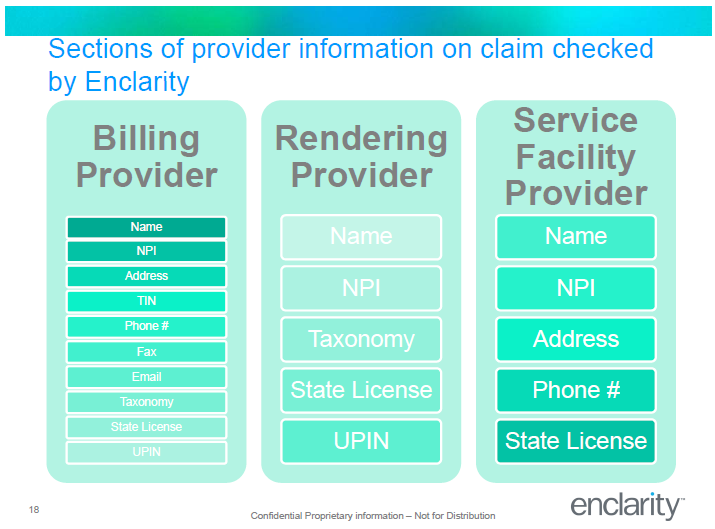 Sections of provider information on claim checked
by Enclarity
Billing
Provider
Name
NPI
Address
TIN
Phone #
Fax
Email
Taxonomy
State License
UPIN
Rendering
Provider
Name
NPI
Taxonomy
State License
UPIN
Service
Facility
Provider
Name
NPI
Address
Phone #
State License
18
Confidential Proprietary information – Not for Distribution
enclarity™